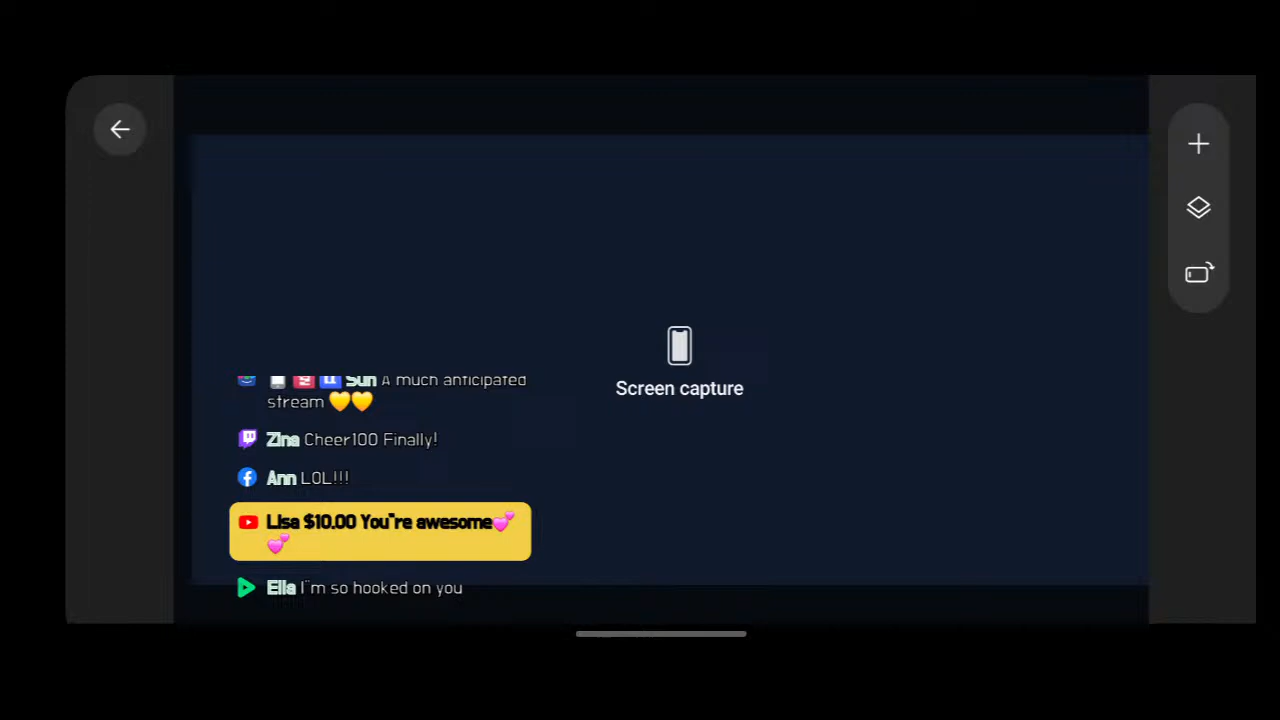 Sun A much anticipated
stream 💛💛
Zina Cheer100 Finally!
Ann LOL!!!
Lisa $10.00 You"re awesome💕
💕
Ella I"m so hooked on you
Screen capture